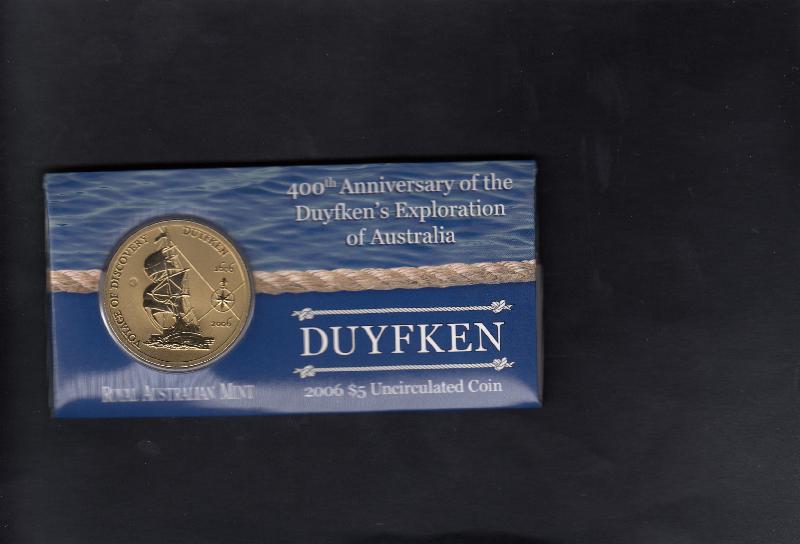 400th Anniversary of the
Duyfken's Exploration
of Australia
VOYAGE OF DISCOVERY
DUYFKEN
1606
2006
DUYFKEN
2006 $5 Uncirculated Coin
ROYAL AUSTRALIAN MINT